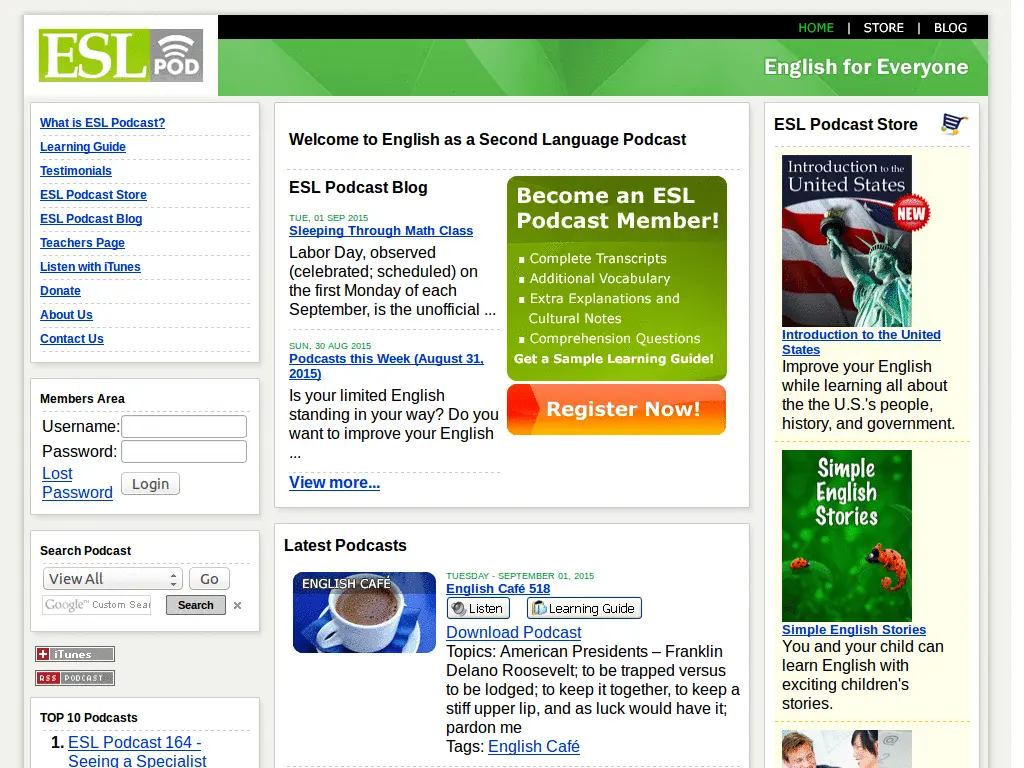 ESL POD
HOME | STORE | BLOG
English for Everyone
What is ESL Podcast?
Learning Guide
Testimonials
ESL Podcast Store
ESL Podcast Blog
Teachers Page
Listen with iTunes
Donate
About Us
Contact Us
Members Area
Username:
Password:
Lost
Password
Login
Search Podcast
View All
Go
Google™ Custom Sear
Search
×
iTunes
RSS PODCAST
TOP 10 Podcasts
1. ESL Podcast 164 -
Seeing a Specialist
Welcome to English as a Second Language Podcast
ESL Podcast Blog
TUE, 01 SEP 2015
Sleeping Through Math Class
Labor Day, observed
(celebrated; scheduled) on
the first Monday of each
September, is the unofficial ...
SUN, 30 AUG 2015
Podcasts this Week (August 31,
2015)
Is your limited English
standing in your way? Do you
want to improve your English
...
View more...
Become an ESL
Podcast Member!
Complete Transcripts
Additional Vocabulary
Extra Explanations and
Cultural Notes
Comprehension Questions
Get a Sample Learning Guide!
Register Now!
Latest Podcasts
ENGLISH CAFÉ
TUESDAY - SEPTEMBER 01, 2015
English Café 518
Listen
Learning Guide
Download Podcast
Topics: American Presidents – Franklin
Delano Roosevelt; to be trapped versus
to be lodged; to keep it together, to keep a
stiff upper lip, and as luck would have it;
pardon me
Tags: English Café
ESL Podcast Store
Introduction to the
United States
NEW
Introduction to the United
States
Improve your English
while learning all about
the the U.S.'s people,
history, and government.
Simple
English
Stories
Simple English Stories
You and your child can
learn English with
exciting children's
stories.